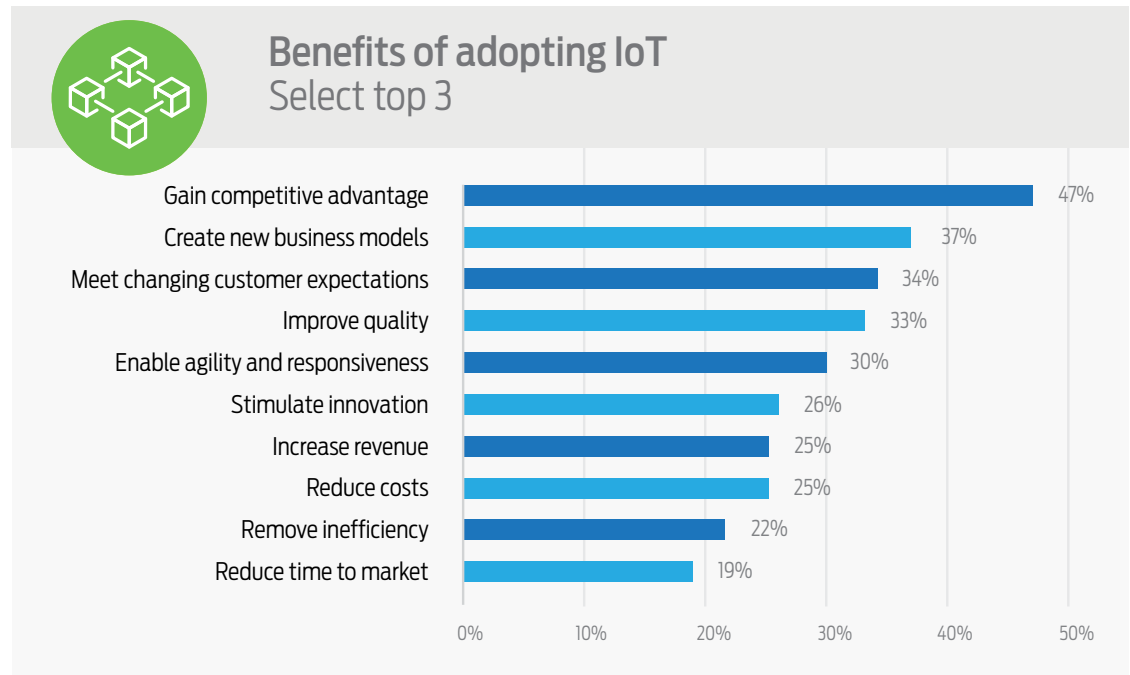 Benefits of adopting IoT
Select top 3
Gain competitive advantage 47%
Create new business models 37%
Meet changing customer expectations 34%
Improve quality 33%
Enable agility and responsiveness 30%
Stimulate innovation 26%
Increase revenue 25%
Reduce costs 25%
Remove inefficiency 22%
Reduce time to market 19%
0% 10% 20% 30% 40% 50%